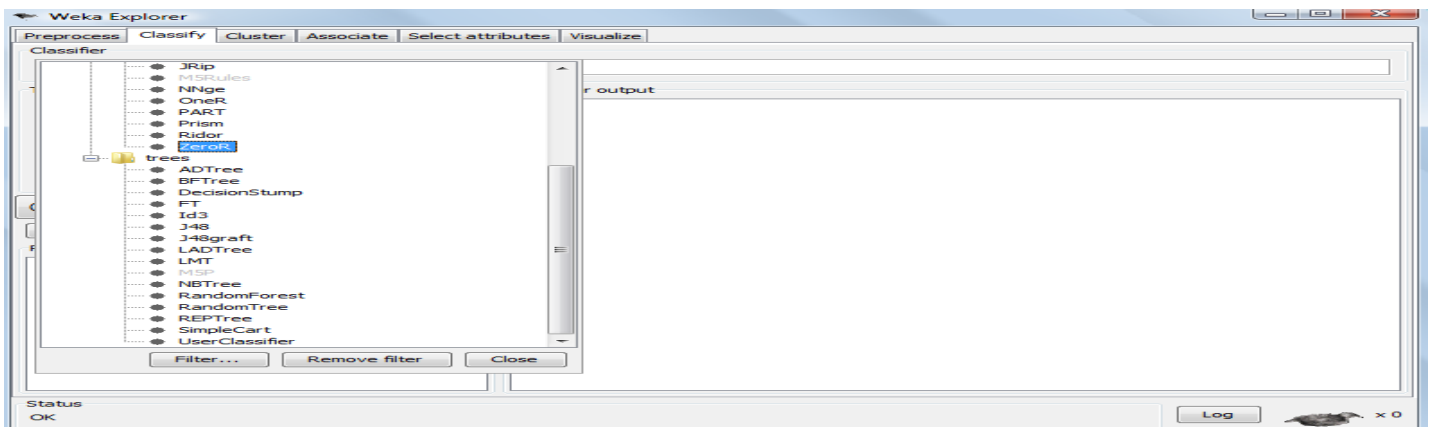 Weka Explorer
Preprocess Classify Cluster Associate Select attributes Visualize
Classifier
JRip
M5Rules
NNge
OneR
PART
Prism
Ridor
ZeroR
trees
ADTree
BFTree
DecisionStump
FT
Id3
J48
J48graft
LADTree
LMT
M5P
NBTree
RandomForest
RandomTree
REPTree
SimpleCart
UserClassifier
Filter... Remove filter Close
r output
Status
OK
Log x 0